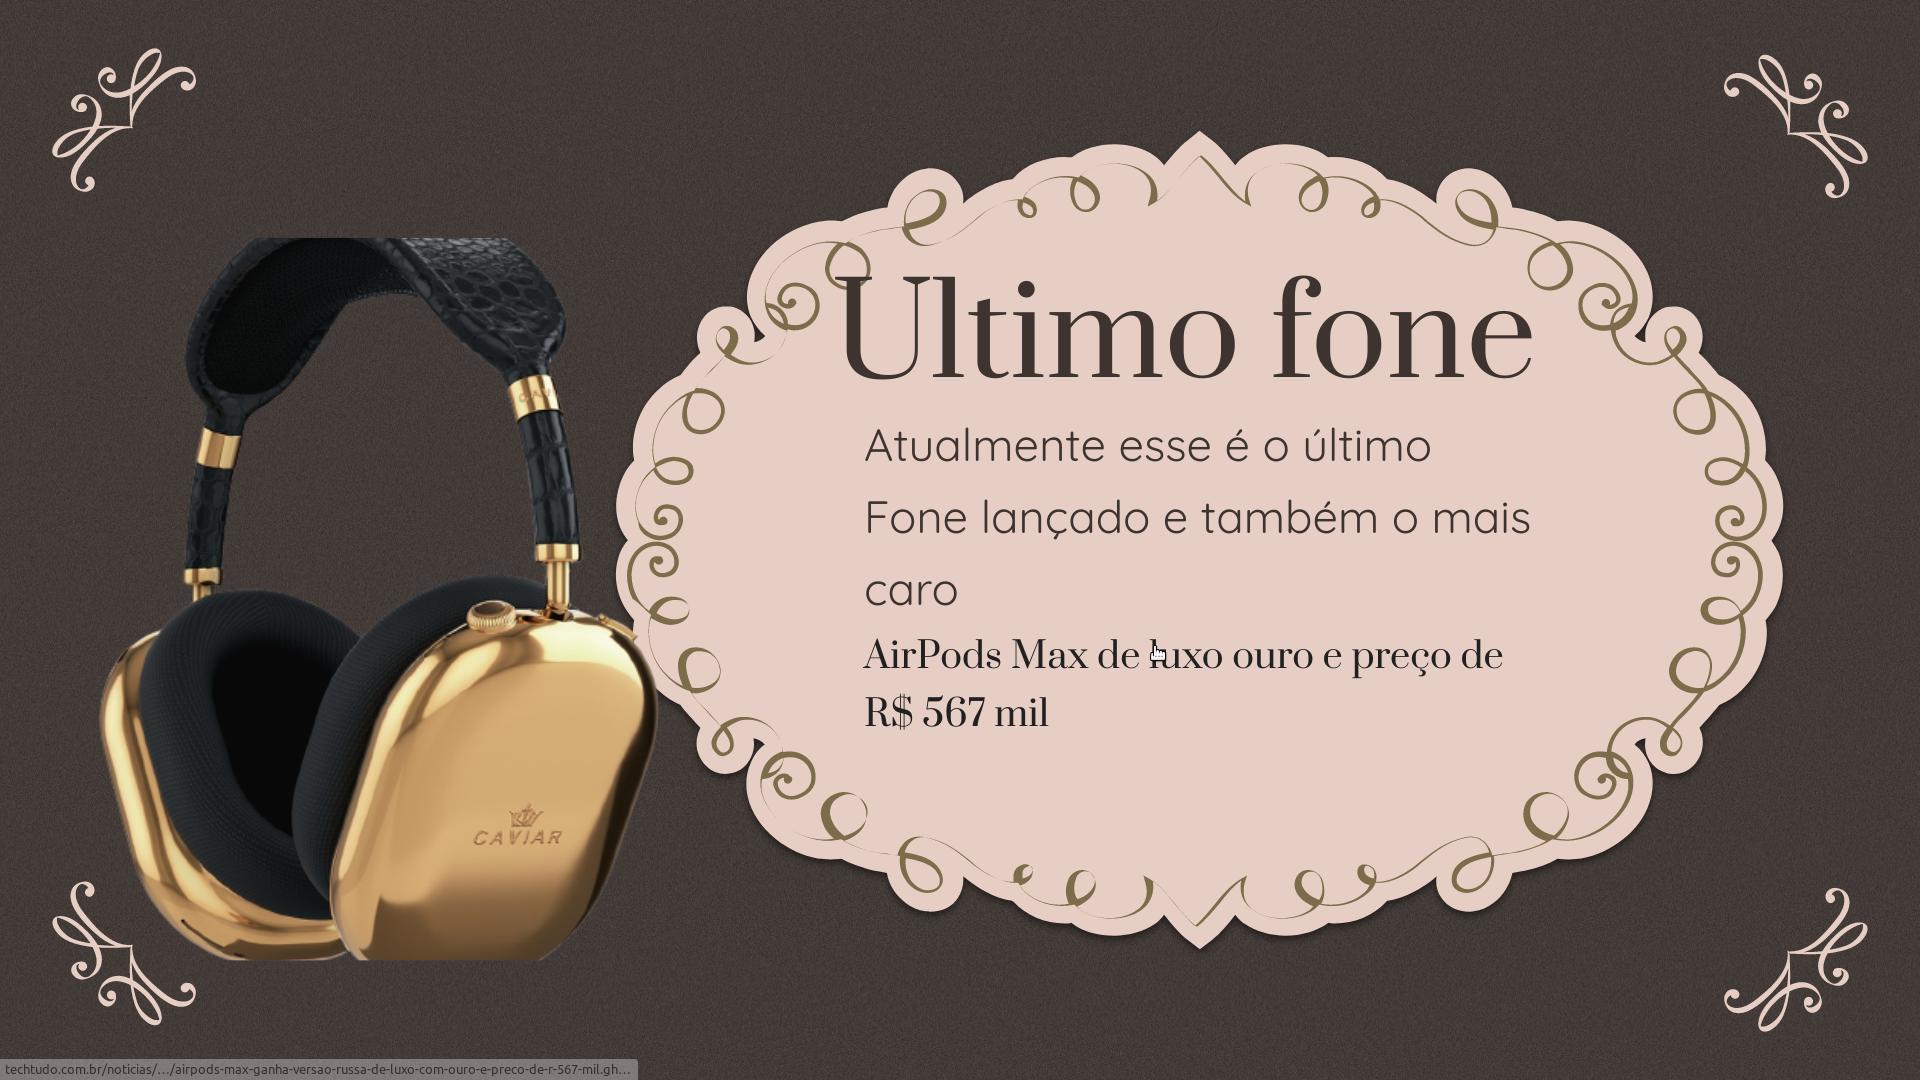 Ultimo fone
Atualmente esse é o último
Fone lançado e também o mais
caro
AirPods Max de luxo ouro e preço de
R$ 567 mil
CAVIAR
techtudo.com.br/noticias/…/airpods-max-ganha-versao-russa-de-luxo-com-ouro-e-preco-de-r-567-mil.gh…